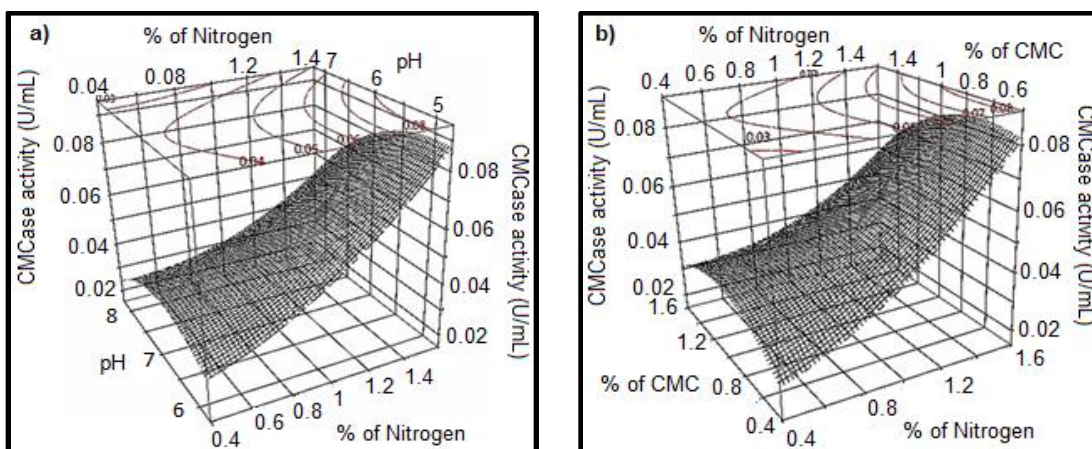 a)
% of Nitrogen
0.04 0.08 1.2 1.4 7 6 5
pH
CMCase activity (U/mL)
0.08
0.06
0.04
0.02
0.04
0.05
8
7
6
pH
0.4 0.6 0.8 1 1.2 1.4
% of Nitrogen
0.08
0.06
0.04
0.02
CMCase activity (U/mL)
b)
% of Nitrogen
0.4 0.6 0.8 1 1.2 1.4 1.4 1 0.8 0.6
% of CMC
CMCase activity (U/mL)
0.08
0.06
0.04
0.02
0.03
1.6
1.2
0.8
0.4
% of CMC
0.4 0.8 1.2 1.6
% of Nitrogen
0.08
0.06
0.04
0.02
CMCase activity (U/mL)